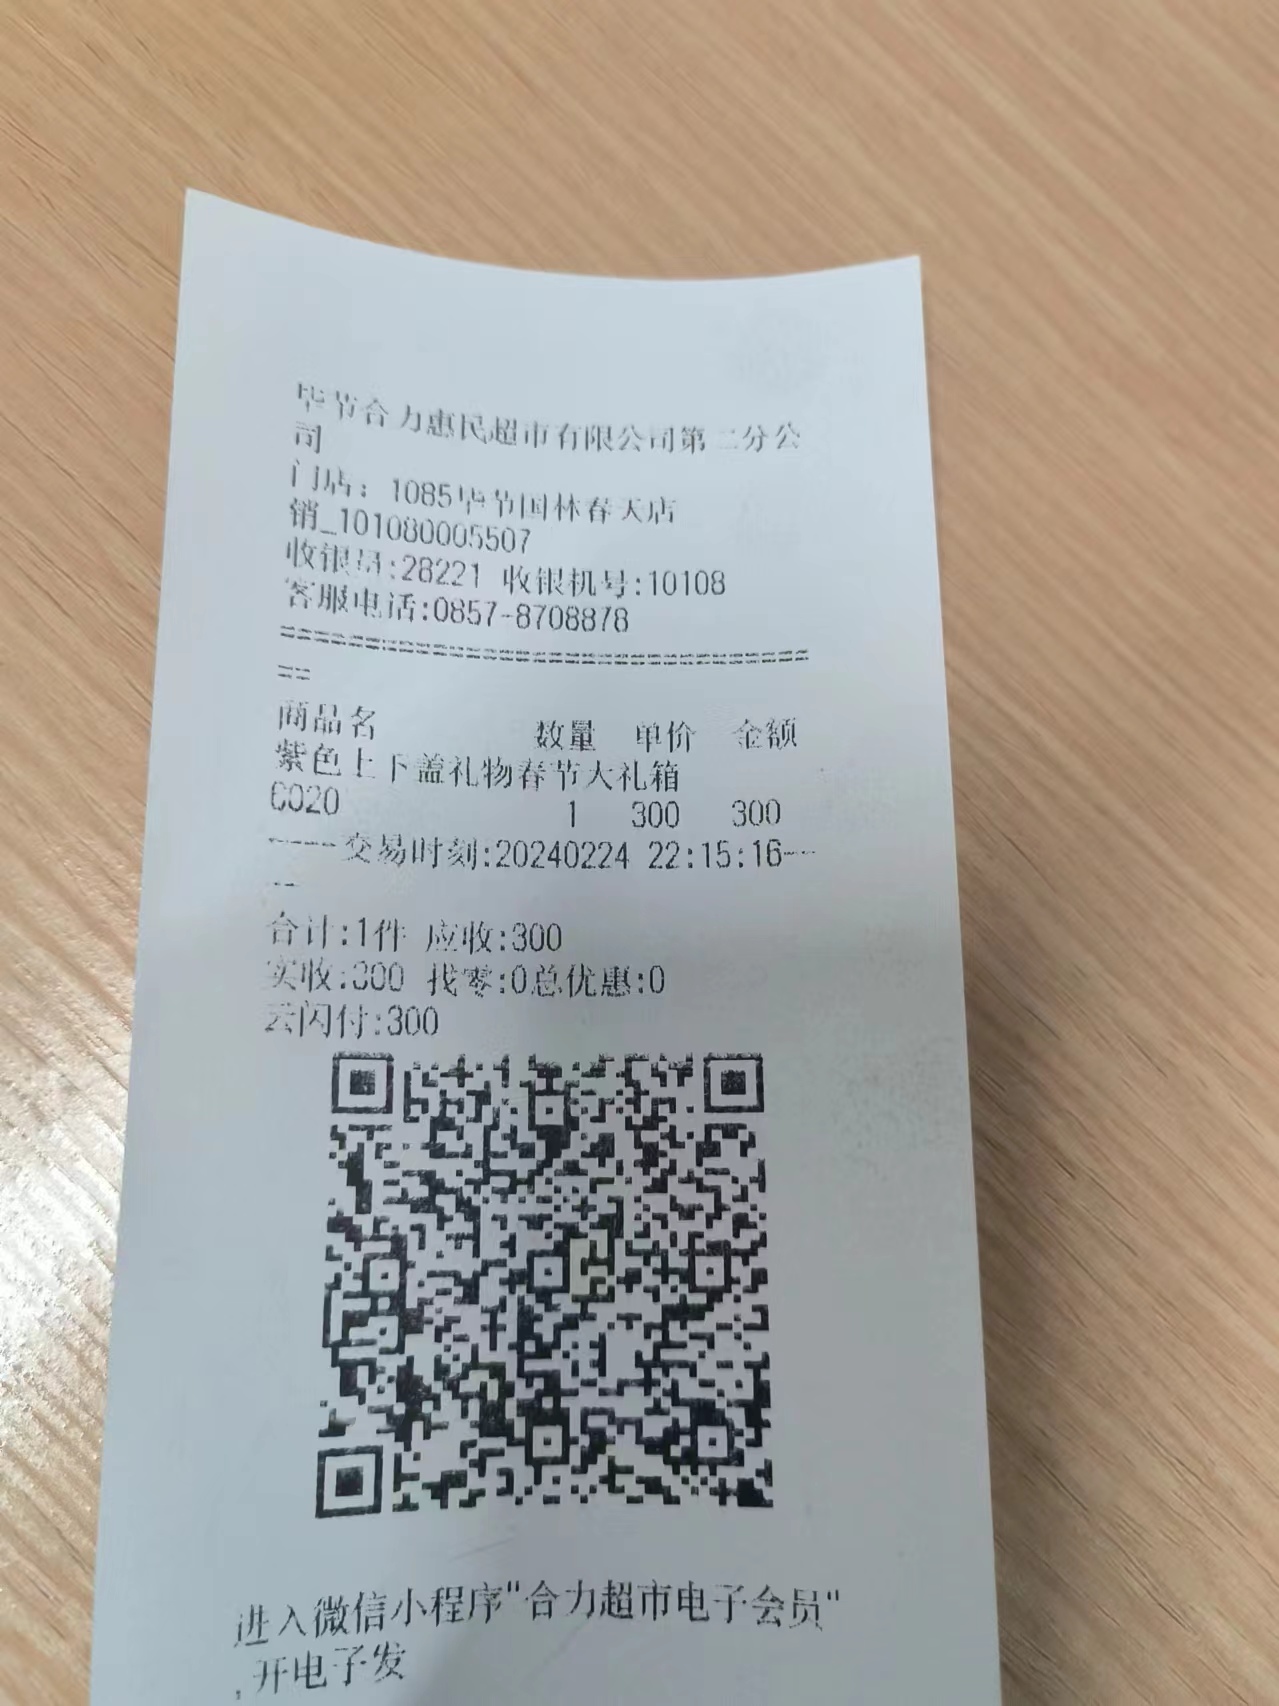 毕节合力惠民超市有限公司第二分公
司
门店：1085毕节国林春天店
销_101080005507
收银员:28221 收银机号:10108
客服电话:0857-8708878
================================================
==
商品名 数量 单价 金额
紫色上下盖礼物春节大礼箱
C020 1 300 300
-----交易时刻:20240224 22:15:16---
--
合计:1件 应收:300
实收:300 找零:0总优惠:0
云闪付:300
进入微信小程序"合力超市电子会员"
,开电子发